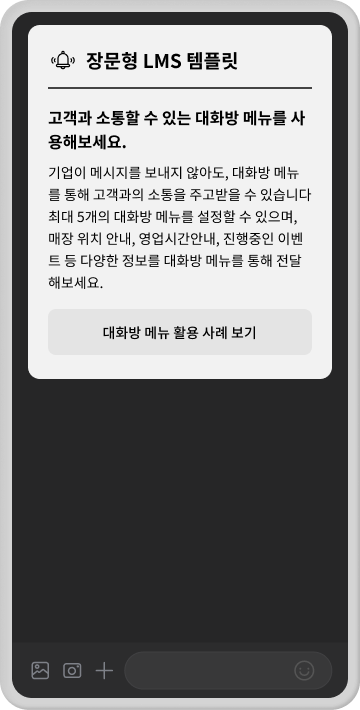 장문형 LMS 템플릿
고객과 소통할 수 있는 대화방 메뉴를 사
용해보세요.
기업이 메시지를 보내지 않아도, 대화방 메뉴
를 통해 고객과의 소통을 주고받을 수 있습니다
최대 5개의 대화방 메뉴를 설정할 수 있으며,
매장 위치 안내, 영업시간안내, 진행중인 이벤
트 등 다양한 정보를 대화방 메뉴를 통해 전달
해보세요.
대화방 메뉴 활용 사례 보기